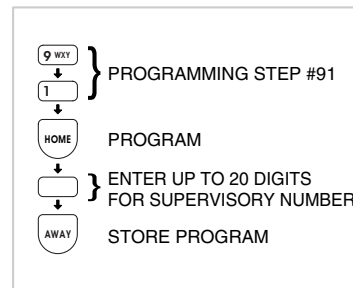 9 WXY
1
PROGRAMMING STEP #91
HOME
PROGRAM
ENTER UP TO 20 DIGITS
FOR SUPERVISORY NUMBER
AWAY
STORE PROGRAM